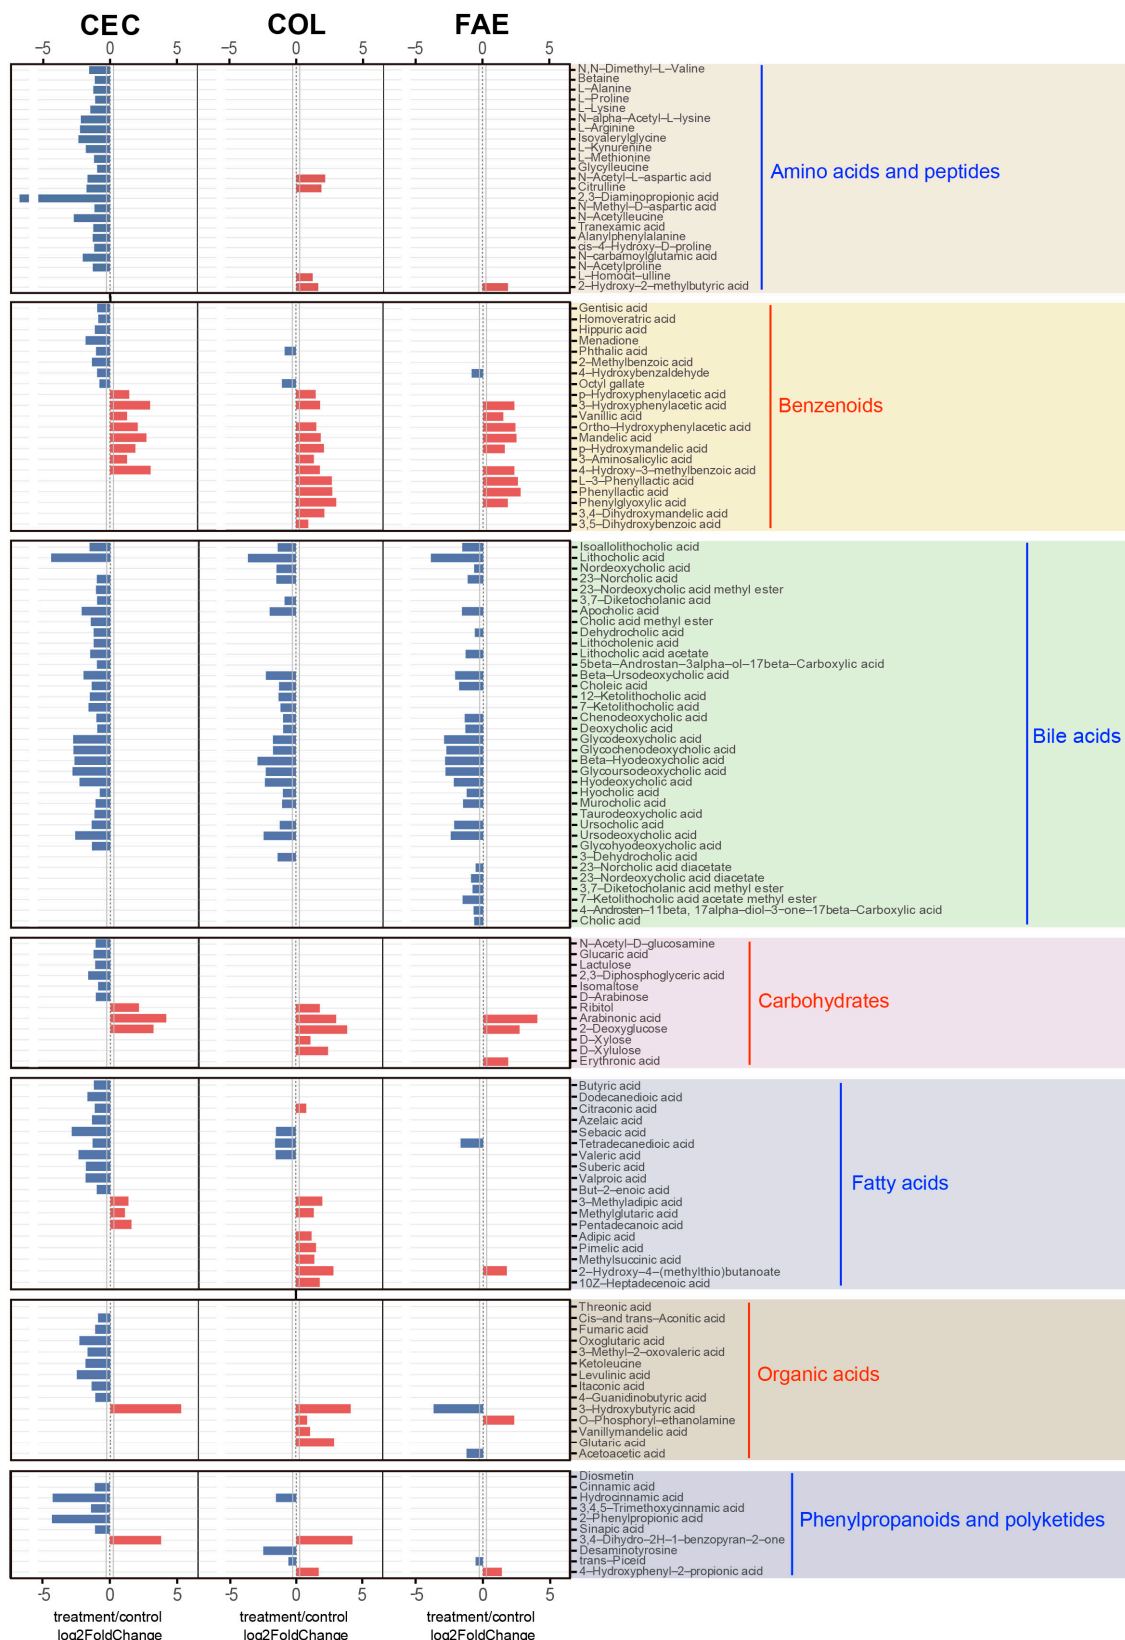 CEC COL FAE
−5 0 5 −5 0 5 −5 0 5
N,N−Dimethyl−L−Valine
Betaine
L−Alanine
L−Proline
L−Lysine
N−alpha−Acetyl−L−lysine
L−Arginine
Isovalerylglycine
L−Kynurenine
L−Methionine
Glycylleucine
N−Acetyl−L−aspartic acid
Citrulline
2,3−Diaminopropionic acid
N−Methyl−D−aspartic acid
N−Acetylleucine
Tranexamic acid
Alanylphenylalanine
cis−4−Hydroxy−D−proline
N−carbamoylglutamic acid
N−Acetylproline
L−Homocit−ulline
2−Hydroxy−2−methylbutyric acid
Amino acids and peptides
Gentisic acid
Homoveratric acid
Hippuric acid
Menadione
Phthalic acid
2−Methylbenzoic acid
4−Hydroxybenzaldehyde
Octyl gallate
p−Hydroxyphenylacetic acid
3−Hydroxyphenylacetic acid
Vanillic acid
Ortho−Hydroxyphenylacetic acid
Mandelic acid
p−Hydroxymandelic acid
3−Aminosalicylic acid
4−Hydroxy−3−methylbenzoic acid
L−3−Phenyllactic acid
Phenyllactic acid
Phenylglyoxylic acid
3,4−Dihydroxymandelic acid
3,5−Dihydroxybenzoic acid
Benzenoids
Isoallolithocholic acid
Lithocholic acid
Nordeoxycholic acid
23−Norcholic acid
23−Nordeoxycholic acid methyl ester
3,7−Diketocholanic acid
Apocholic acid
Cholic acid methyl ester
Dehydrocholic acid
Lithocholenic acid
Lithocholic acid acetate
5beta−Androstan−3alpha−ol−17beta−Carboxylic acid
Beta−Ursodeoxycholic acid
Choleic acid
12−Ketolithocholic acid
7−Ketolithocholic acid
Chenodeoxycholic acid
Deoxycholic acid
Glycodeoxycholic acid
Glycochenodeoxycholic acid
Beta−Hyodeoxycholic acid
Glycoursodeoxycholic acid
Hyodeoxycholic acid
Hyocholic acid
Murocholic acid
Taurodeoxycholic acid
Ursocholic acid
Ursodeoxycholic acid
Glycohyodeoxycholic acid
3−Dehydrocholic acid
23−Norcholic acid diacetate
23−Nordeoxycholic acid diacetate
3,7−Diketocholanic acid methyl ester
7−Ketolithocholic acid acetate methyl ester
4−Androsten−11beta, 17alpha−diol−3−one−17beta−Carboxylic acid
Cholic acid
Bile acids
N−Acetyl−D−glucosamine
Glucaric acid
Lactulose
2,3−Diphosphoglyceric acid
Isomaltose
D−Arabinose
Ribitol
Arabinonic acid
2−Deoxyglucose
D−Xylose
D−Xylulose
Erythronic acid
Carbohydrates
Butyric acid
Dodecanedioic acid
Citraconic acid
Azelaic acid
Sebacic acid
Tetradecanedioic acid
Valeric acid
Suberic acid
Valproic acid
But−2−enoic acid
3−Methyladipic acid
Methylglutaric acid
Pentadecanoic acid
Adipic acid
Pimelic acid
Methylsuccinic acid
2−Hydroxy−4−(methylthio)butanoate
10Z−Heptadecenoic acid
Fatty acids
Threonic acid
Cis−and trans−Aconitic acid
Fumaric acid
Oxoglutaric acid
3−Methyl−2−oxovaleric acid
Ketoleucine
Levulinic acid
Itaconic acid
4−Guanidinobutyric acid
3−Hydroxybutyric acid
O−Phosphoryl−ethanolamine
Vanillymandelic acid
Glutaric acid
Acetoacetic acid
Organic acids
Diosmetin
Cinnamic acid
Hydrocinnamic acid
3,4,5−Trimethoxycinnamic acid
2−Phenylpropionic acid
Sinapic acid
3,4−Dihydro−2H−1−benzopyran−2−one
Desaminotyrosine
trans−Piceid
4−Hydroxyphenyl−2−propionic acid
Phenylpropanoids and polyketides
−5 0 5 -5 0 5 -5 0 5
treatment/control treatment/control treatment/control
log2FoldChange log2FoldChange log2FoldChange